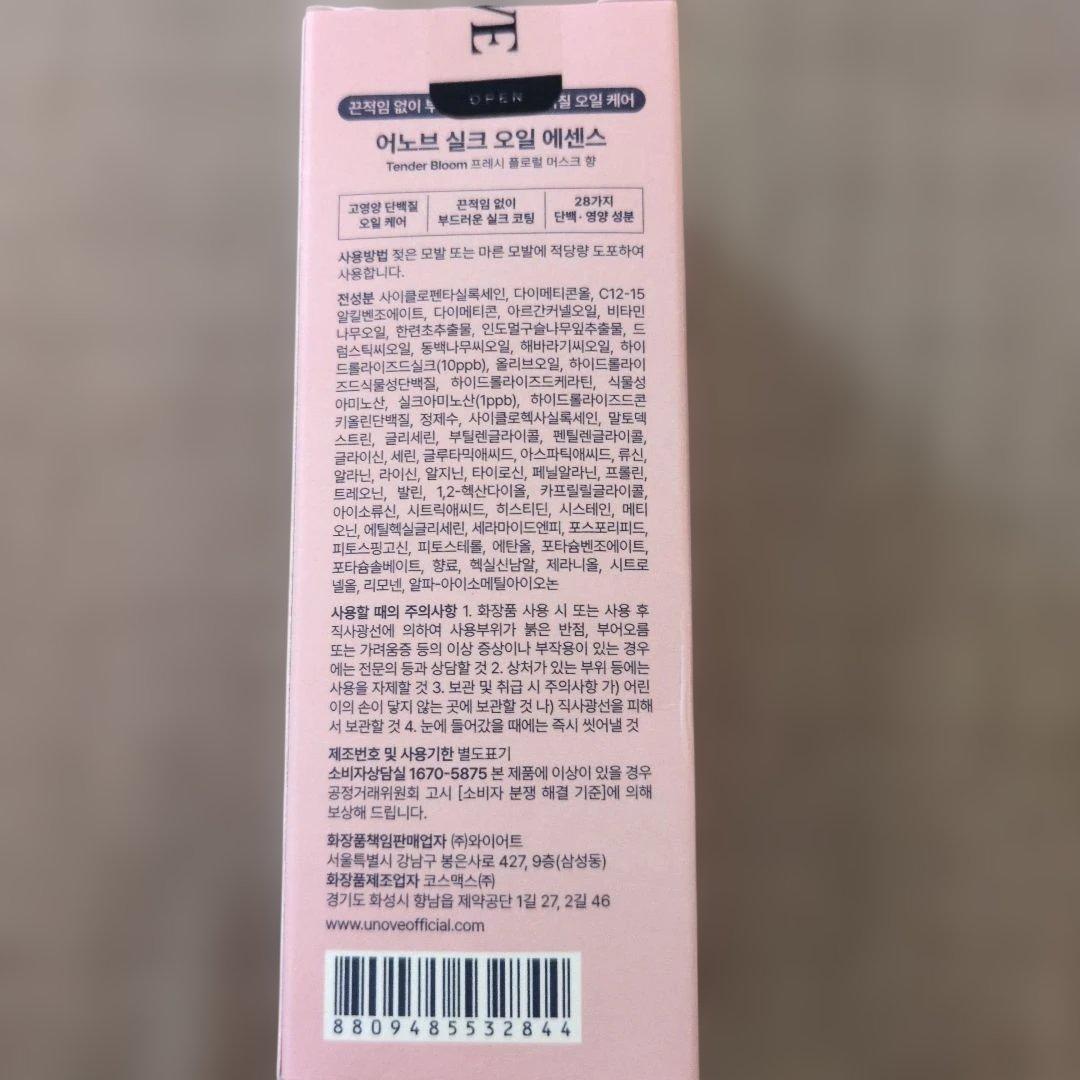 VE
OPEN
끈적임 없이 부 질 오일 케어
어노브 실크 오일 에센스
Tender Bloom 프레시 플로럴 머스크 향
고영양 단백질 끈적임 없이 28가지
오일 케어 부드러운 실크 코팅 단백·영양 성분
사용방법 젖은 모발 또는 마른 모발에 적당량 도포하여
사용합니다.
전성분 사이클로펜타실록세인, 다이메티콘올, C12-15
알킬벤조에이트, 다이메티콘, 아르간커넬오일, 비타민
나무오일, 한련초추출물, 인도멀구슬나무잎추출물, 드
럼스틱씨오일, 동백나무씨오일, 해바라기씨오일, 하이
드롤라이즈드실크(10ppb), 올리브오일, 하이드롤라이
즈드식물성단백질, 하이드롤라이즈드케라틴, 식물성
아미노산, 실크아미노산(1ppb), 하이드롤라이즈드콘
키올린단백질, 정제수, 사이클로헥사실록세인, 말토덱
스트린, 글리세린, 부틸렌글라이콜, 펜틸렌글라이콜,
글라이신, 세린, 글루타믹애씨드, 아스파틱애씨드, 류신,
알라닌, 라이신, 알지닌, 타이로신, 페닐알라닌, 프롤린,
트레오닌, 발린, 1,2-헥산다이올, 카프릴릴글라이콜,
아이소류신, 시트릭애씨드, 히스티딘, 시스테인, 메티
오닌, 에틸헥실글리세린, 세라마이드엔피, 포스포리피드,
피토스핑고신, 피토스테롤, 에탄올, 포타슘벤조에이트,
포타슘솔베이트, 향료, 헥실신남알, 제라니올, 시트로
넬올, 리모넨, 알파-아이소메틸아이오논
사용할 때의 주의사항 1. 화장품 사용 시 또는 사용 후
직사광선에 의하여 사용부위가 붉은 반점, 부어오름
또는 가려움증 등의 이상 증상이나 부작용이 있는 경우
에는 전문의 등과 상담할 것 2. 상처가 있는 부위 등에는
사용을 자제할 것 3. 보관 및 취급 시 주의사항 가) 어린
이의 손이 닿지 않는 곳에 보관할 것 나) 직사광선을 피해
서 보관할 것 4. 눈에 들어갔을 때에는 즉시 씻어낼 것
제조번호 및 사용기한 별도표기
소비자상담실 1670-5875 본 제품에 이상이 있을 경우
공정거래위원회 고시 [소비자 분쟁 해결 기준]에 의해
보상해 드립니다.
화장품책임판매업자 ㈜와이어트
서울특별시 강남구 봉은사로 427, 9층(삼성동)
화장품제조업자 코스맥스㈜
경기도 화성시 향남읍 제약공단 1길 27, 2길 46
www.unoveofficial.com
8809485532844